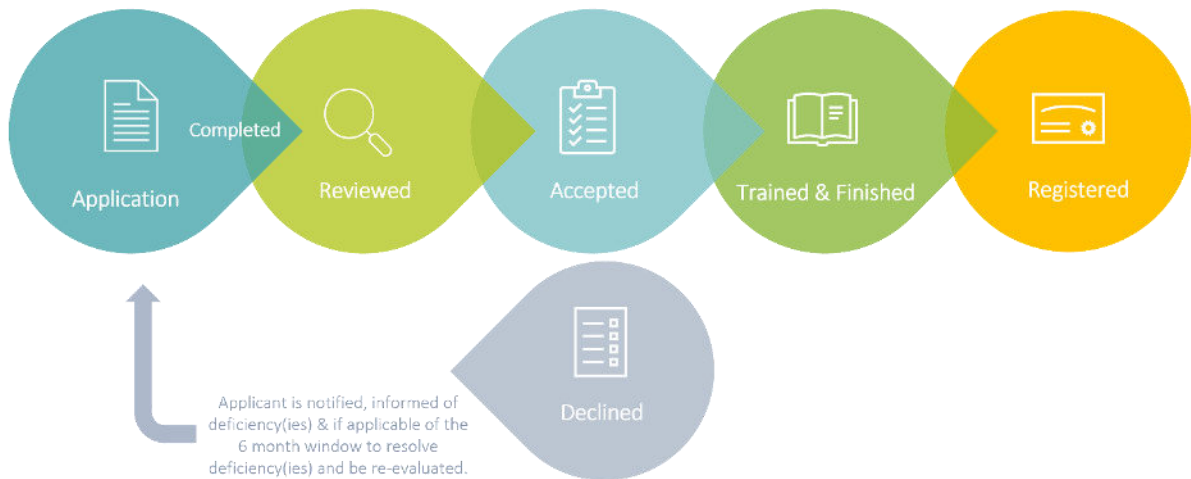 Completed
Application
Reviewed
Accepted
Trained & Finished
Registered
Declined
Applicant is notified, informed of
deficiency(ies) & if applicable of the
6 month window to resolve
deficiency(ies) and be re-evaluated.